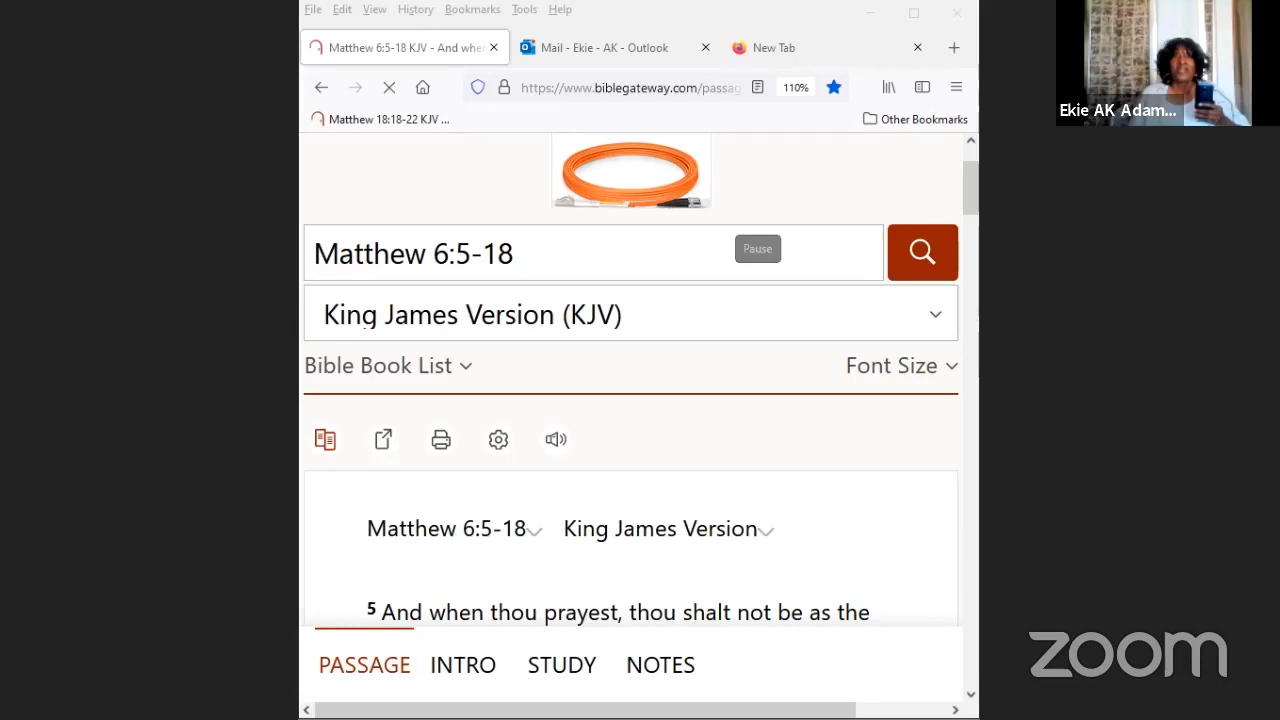 File Edit View History Bookmarks Tools Help
Matthew 6:5-18 KJV - And when
Mail - Ekie - AK - Outlook
New Tab
https://www.biblegateway.com/passag
110%
Matthew 18:18-22 KJV ...
Other Bookmarks
Ekie AK Adam...
Matthew 6:5-18
Pause
King James Version (KJV)
Bible Book List
Font Size
Matthew 6:5-18 King James Version
5 And when thou prayest, thou shalt not be as the
PASSAGE INTRO STUDY NOTES
zoom